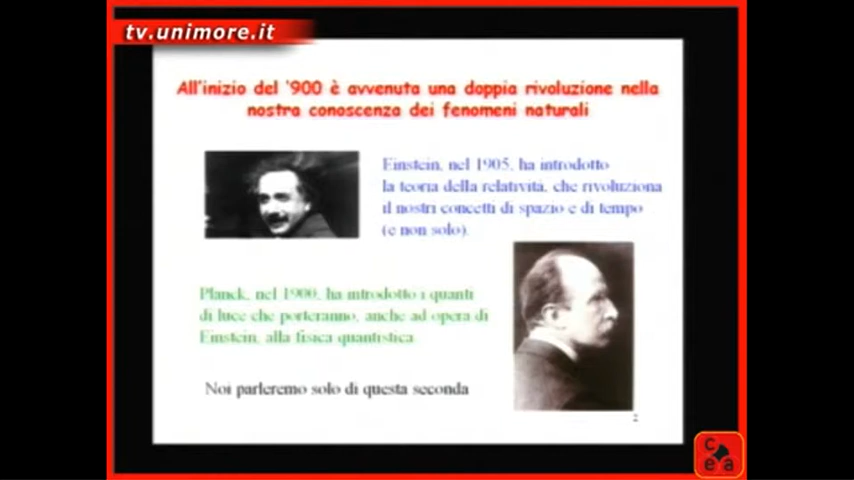 tv.unimore.it
All'inizio del '900 è avvenuta una doppia rivoluzione nella
nostra conoscenza dei fenomeni naturali
Einstein, nel 1905, ha introdotto
la teoria della relatività, che rivoluziona
il nostri concetti di spazio e di tempo
(e non solo).
Planck, nel 1900, ha introdotto i quanti
di luce che porteranno, anche ad opera di
Einstein, alla fisica quantistica
Noi parleremo solo di questa seconda
2
c
e a